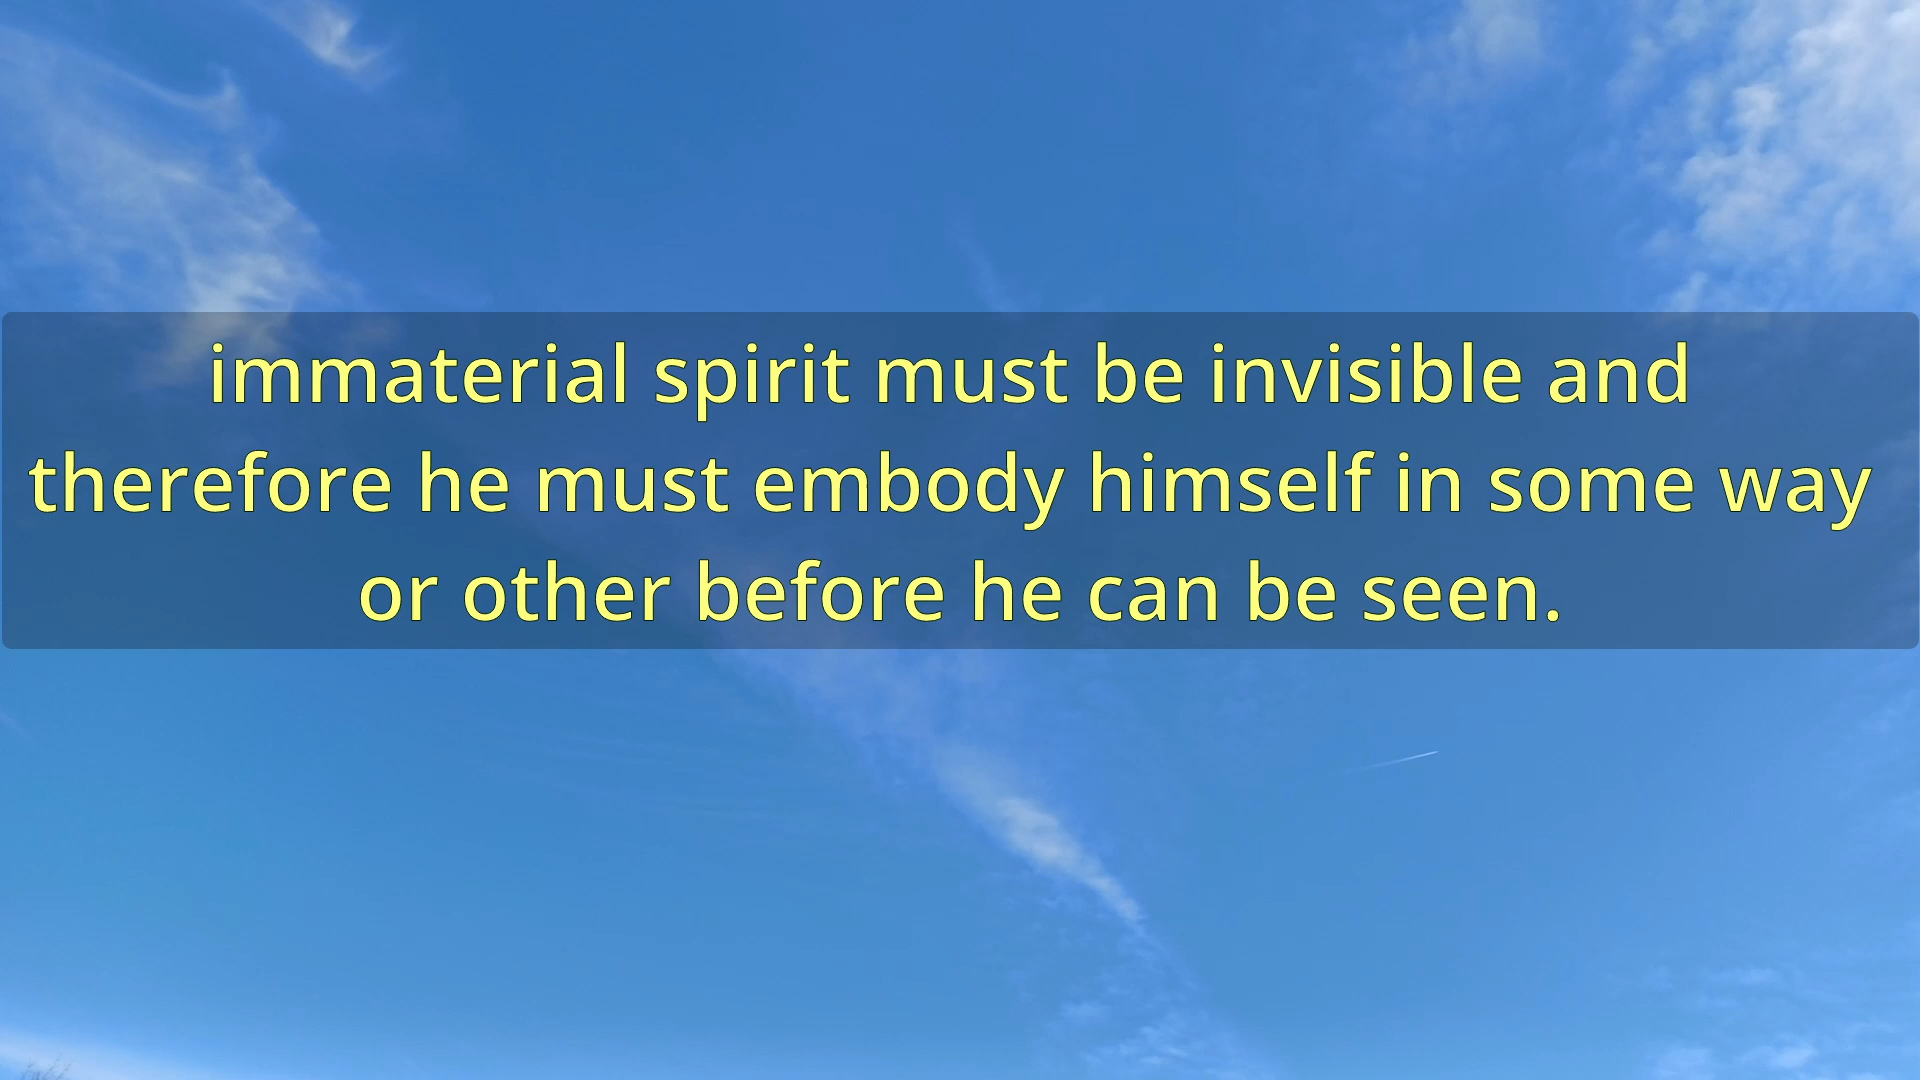 immaterial spirit must be invisible and
therefore he must embody himself in some way
or other before he can be seen.